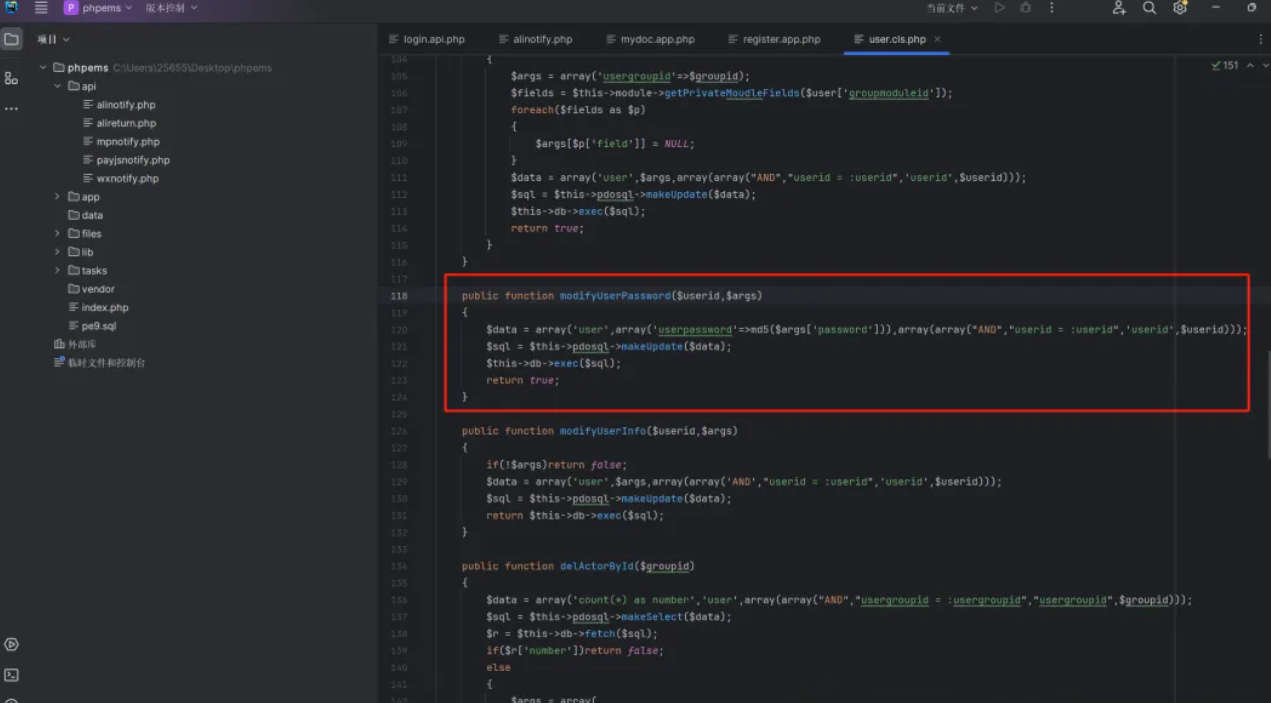 P phpems 版本控制 当前文件
项目
login.api.php alinotify.php mydoc.app.php register.app.php user.cls.php
phpems C:\Users\25655\Desktop\phpems
api
alinotify.php
alireturn.php
mpnotify.php
payjsnotify.php
wxnotify.php
app
data
files
lib
tasks
vendor
index.php
pe9.sql
外部库
临时文件和控制台
151
104 {
105 $args = array('usergroupid'=>$groupid);
106 $fields = $this->module->getPrivateMoudleFields($user['groupmoduleid']);
107 foreach($fields as $p)
108 {
109 $args[$p['field']] = NULL;
110 }
111 $data = array('user',$args,array(array("AND","userid = :userid",'userid',$userid)));
112 $sql = $this->pdosql->makeUpdate($data);
113 $this->db->exec($sql);
114 return true;
115 }
116 }
117
118 public function modifyUserPassword($userid,$args)
119 {
120 $data = array('user',array('userpassword'=>md5($args['password'])),array(array("AND","userid = :userid",'userid',$userid)));
121 $sql = $this->pdosql->makeUpdate($data);
122 $this->db->exec($sql);
123 return true;
124 }
125
126 public function modifyUserInfo($userid,$args)
127 {
128 if(!$args)return false;
129 $data = array('user',$args,array(array('AND',"userid = :userid",'userid',$userid)));
130 $sql = $this->pdosql->makeUpdate($data);
131 return $this->db->exec($sql);
132 }
133
134 public function delActorById($groupid)
135 {
136 $data = array('count(*) as number','user',array(array("AND","usergroupid = :usergroupid","usergroupid",$groupid)));
137 $sql = $this->pdosql->makeSelect($data);
138 $r = $this->db->fetch($sql);
139 if($r['number'])return false;
140 else
141 {
142 $args = array(